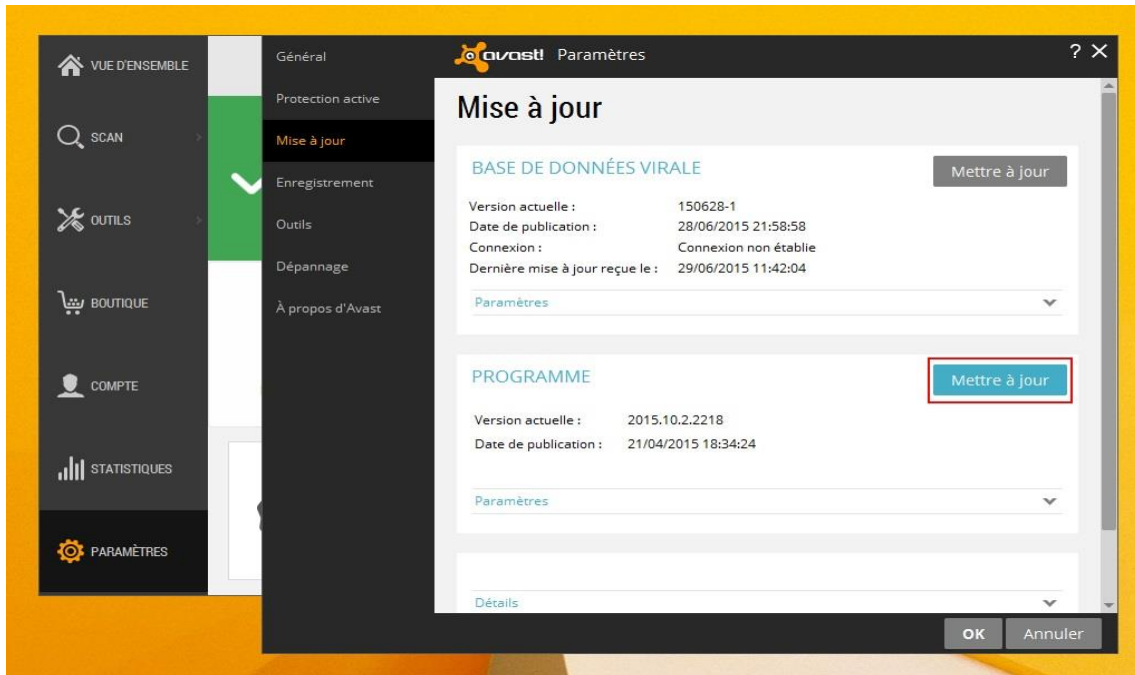 VUE D'ENSEMBLE
SCAN
OUTILS
BOUTIQUE
COMPTE
STATISTIQUES
PARAMÈTRES
Général
Protection active
Mise à jour
Enregistrement
Outils
Dépannage
À propos d'Avast
avast! Paramètres
?
Mise à jour
BASE DE DONNÉES VIRALE
Mettre à jour
Version actuelle : 150628-1
Date de publication : 28/06/2015 21:58:58
Connexion : Connexion non établie
Dernière mise à jour reçue le : 29/06/2015 11:42:04
Paramètres
PROGRAMME
Mettre à jour
Version actuelle : 2015.10.2.2218
Date de publication : 21/04/2015 18:34:24
Paramètres
Détails
OK
Annuler